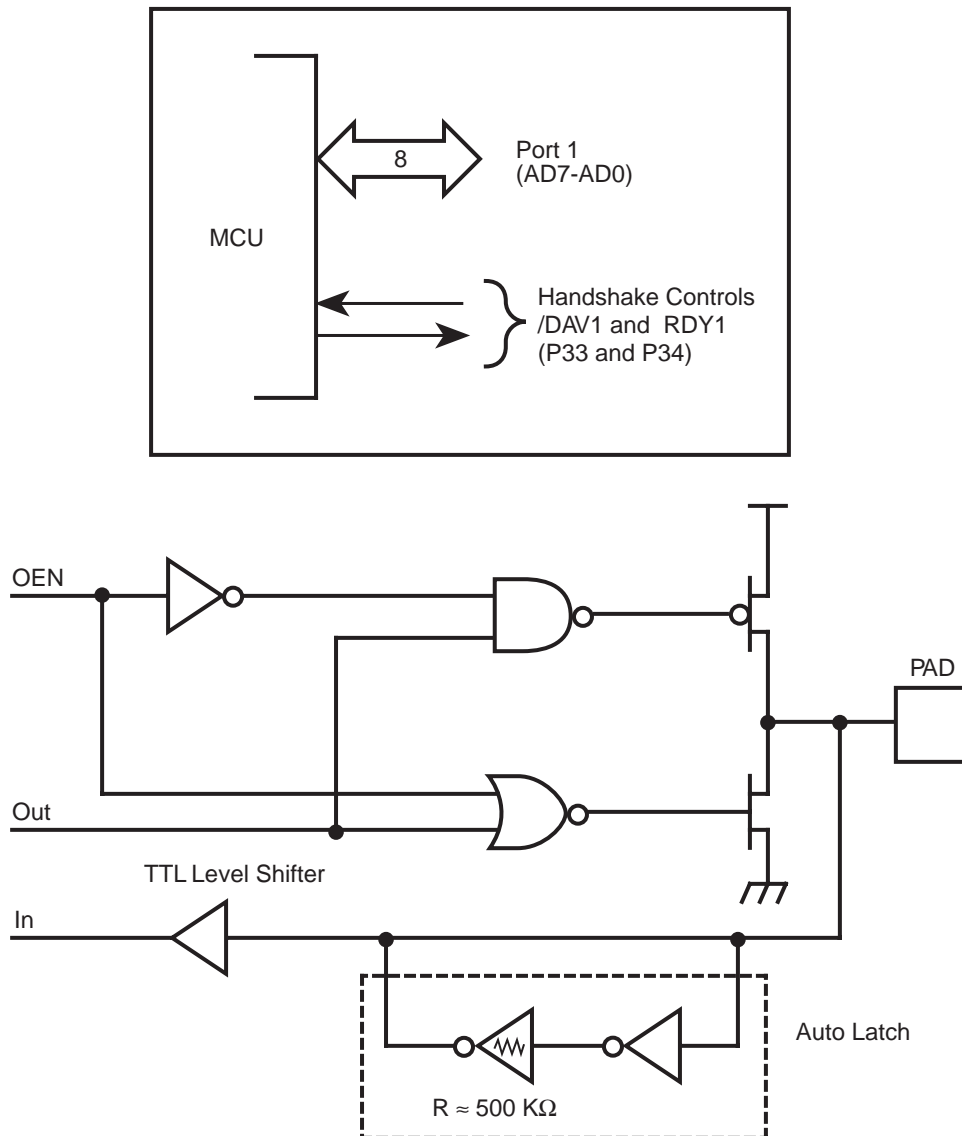 8
Port 1
(AD7-AD0)
MCU
Handshake Controls
/DAV1 and RDY1
(P33 and P34)
OEN
PAD
Out
TTL Level Shifter
In
Auto Latch
R ≈ 500 KΩ